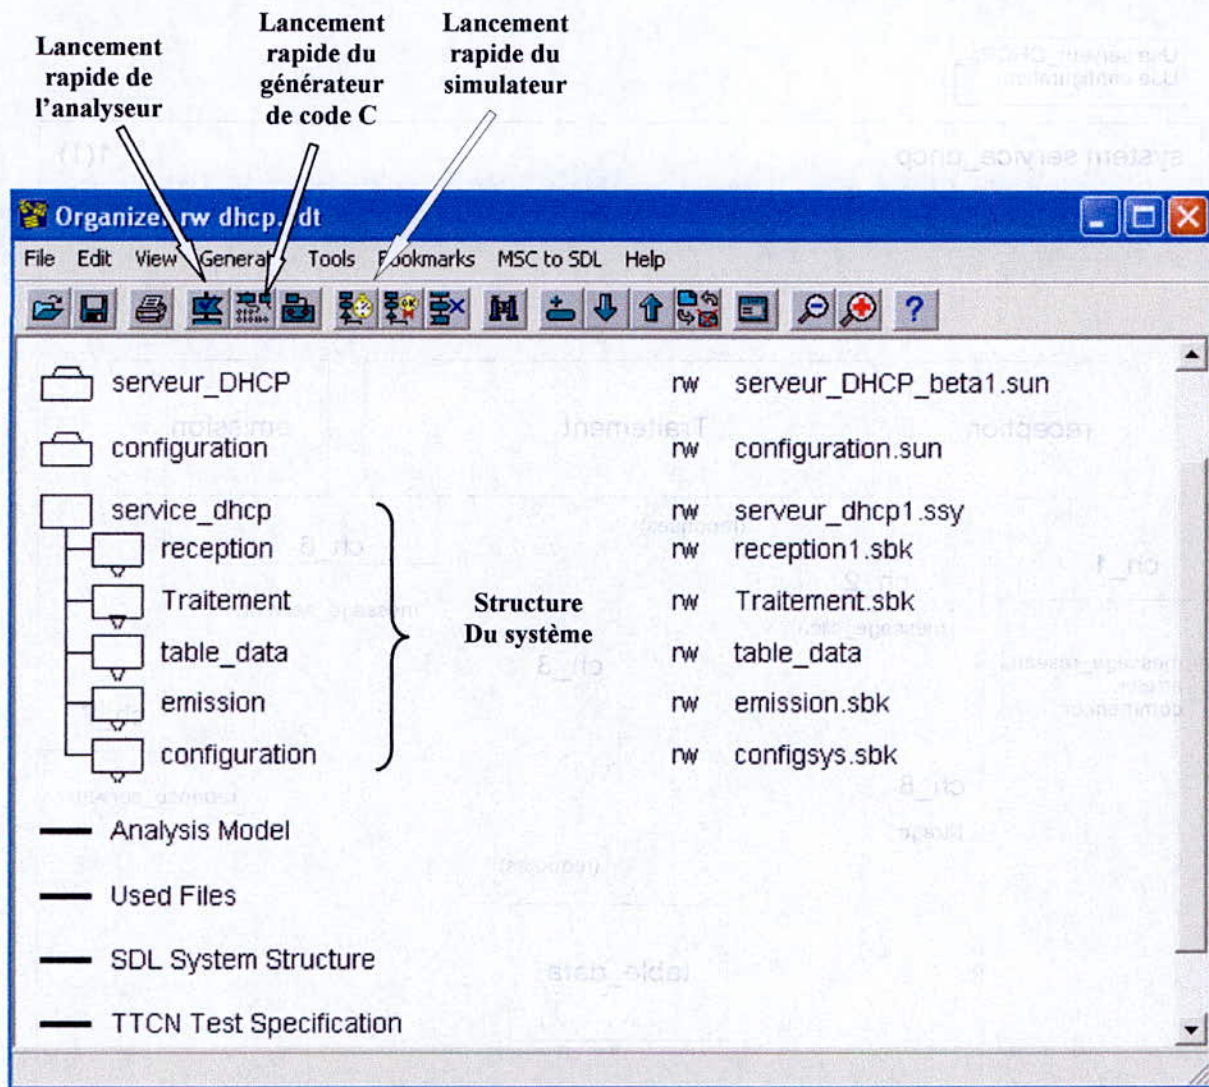 Lancement
rapide de
l'analyseur
Lancement
rapide du
générateur
de code C
Lancement
rapide du
simulateur
Organizer rw dhcp.
File Edit View Tools Bookmarks MSC to SDL Help
serveur_DHCP rw serveur_DHCP_beta1.sun
configuration rw configuration.sun
service_dhcp rw serveur_dhcp1.ssy
reception rw reception1.sbk
Traitement rw Traitement.sbk
table_data rw table_data
emission rw emission.sbk
configuration rw configsys.sbk
Structure
Du système
Analysis Model
Used Files
SDL System Structure
TTCN Test Specification